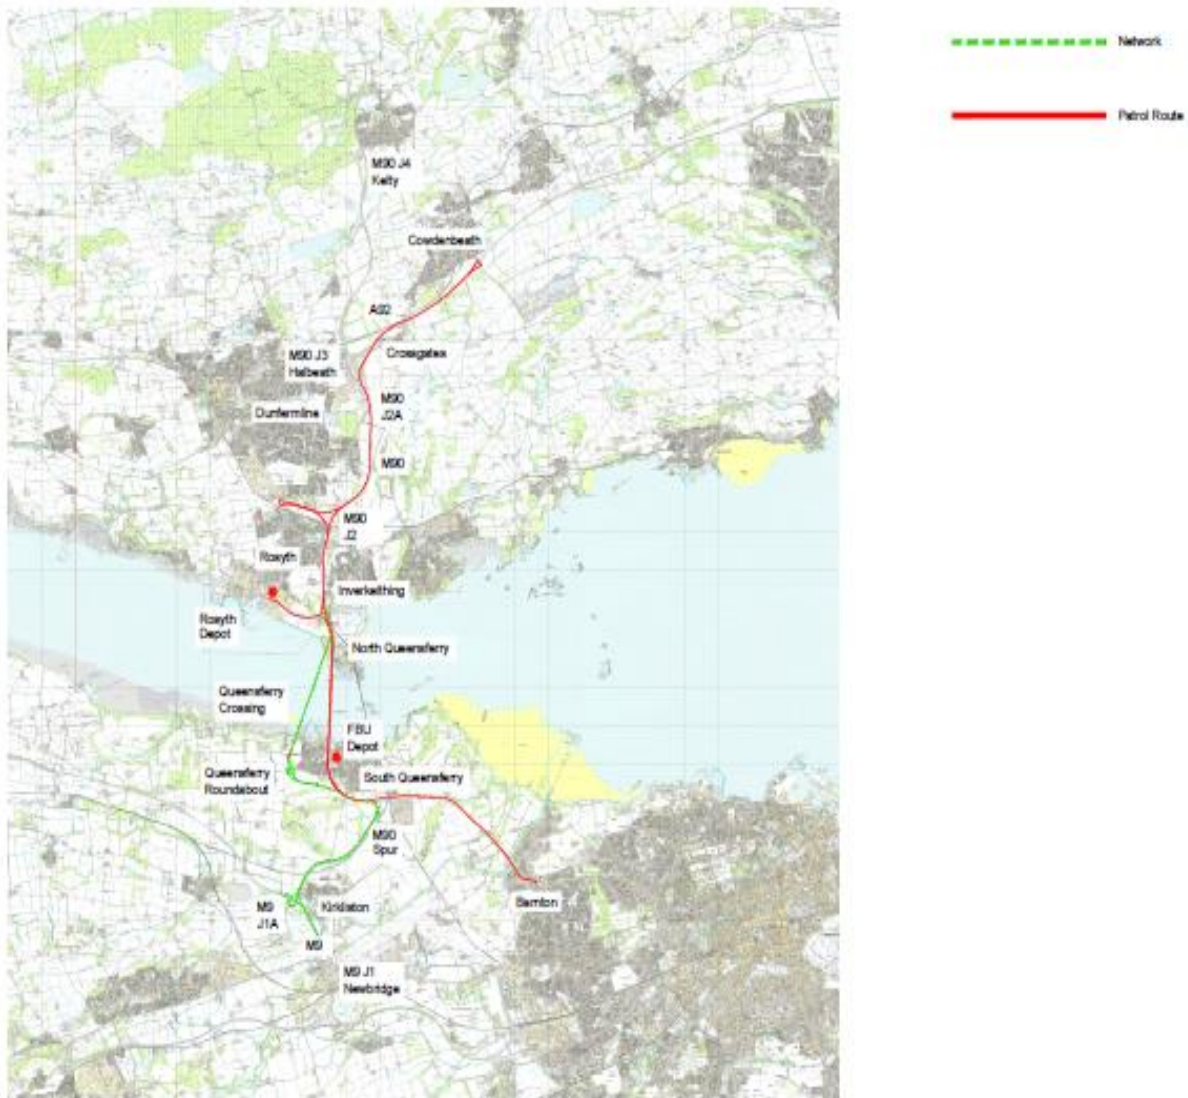 Network
Patrol Route
M90 J4
Kelty
Cowdenbeath
A92
Crossgates
M90 J3
Halbeath
M90
J2A
Dunfermline
M90
M90
J2
Rosyth
Inverkeithing
Rosyth
Depot
North Queensferry
Queensferry
Crossing
FBU
Depot
Queensferry
Roundabout
South Queensferry
M90
Spur
M9
J1A
Kirkliston
Barnton
M9
M9 J1
Newbridge